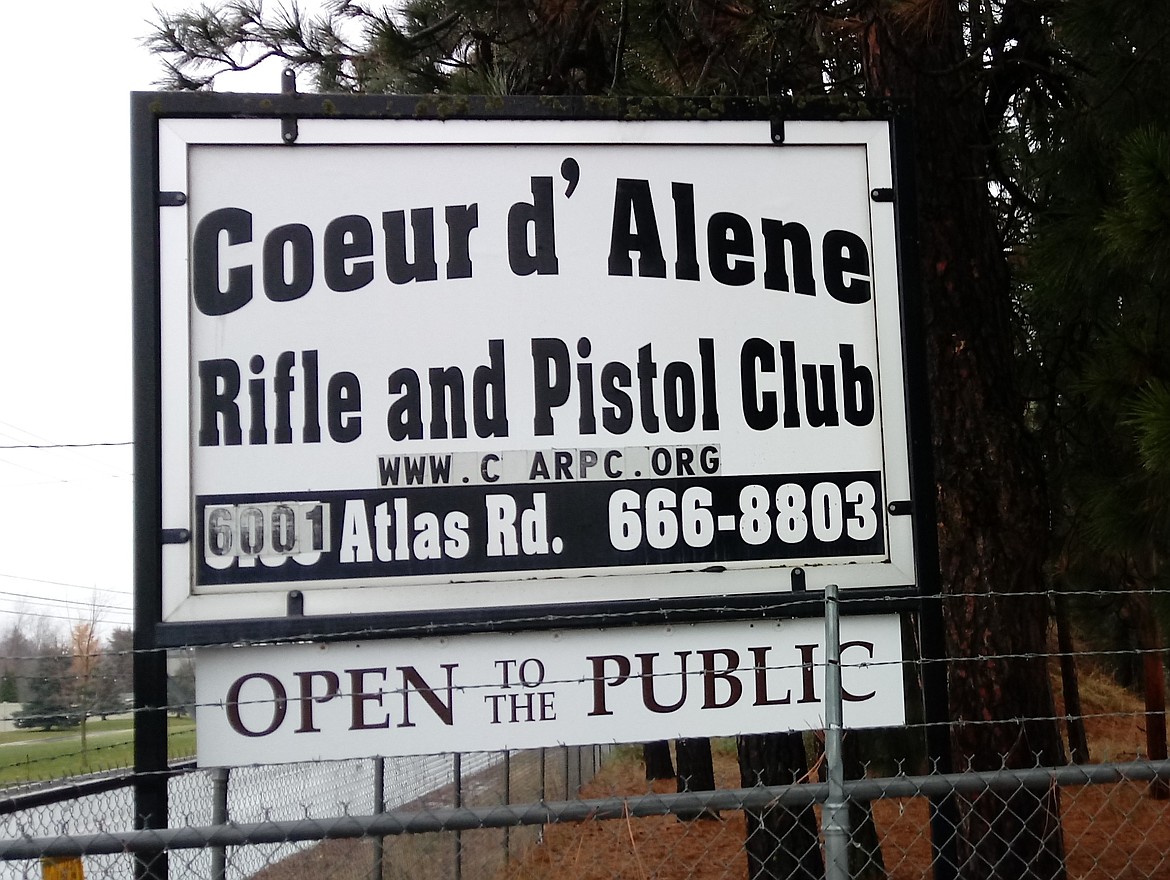 Coeur d' Alene
Rifle and Pistol Club
WWW.C ARPC.ORG
6001 Atlas Rd. 666-8803
OPEN TO THE PUBLIC